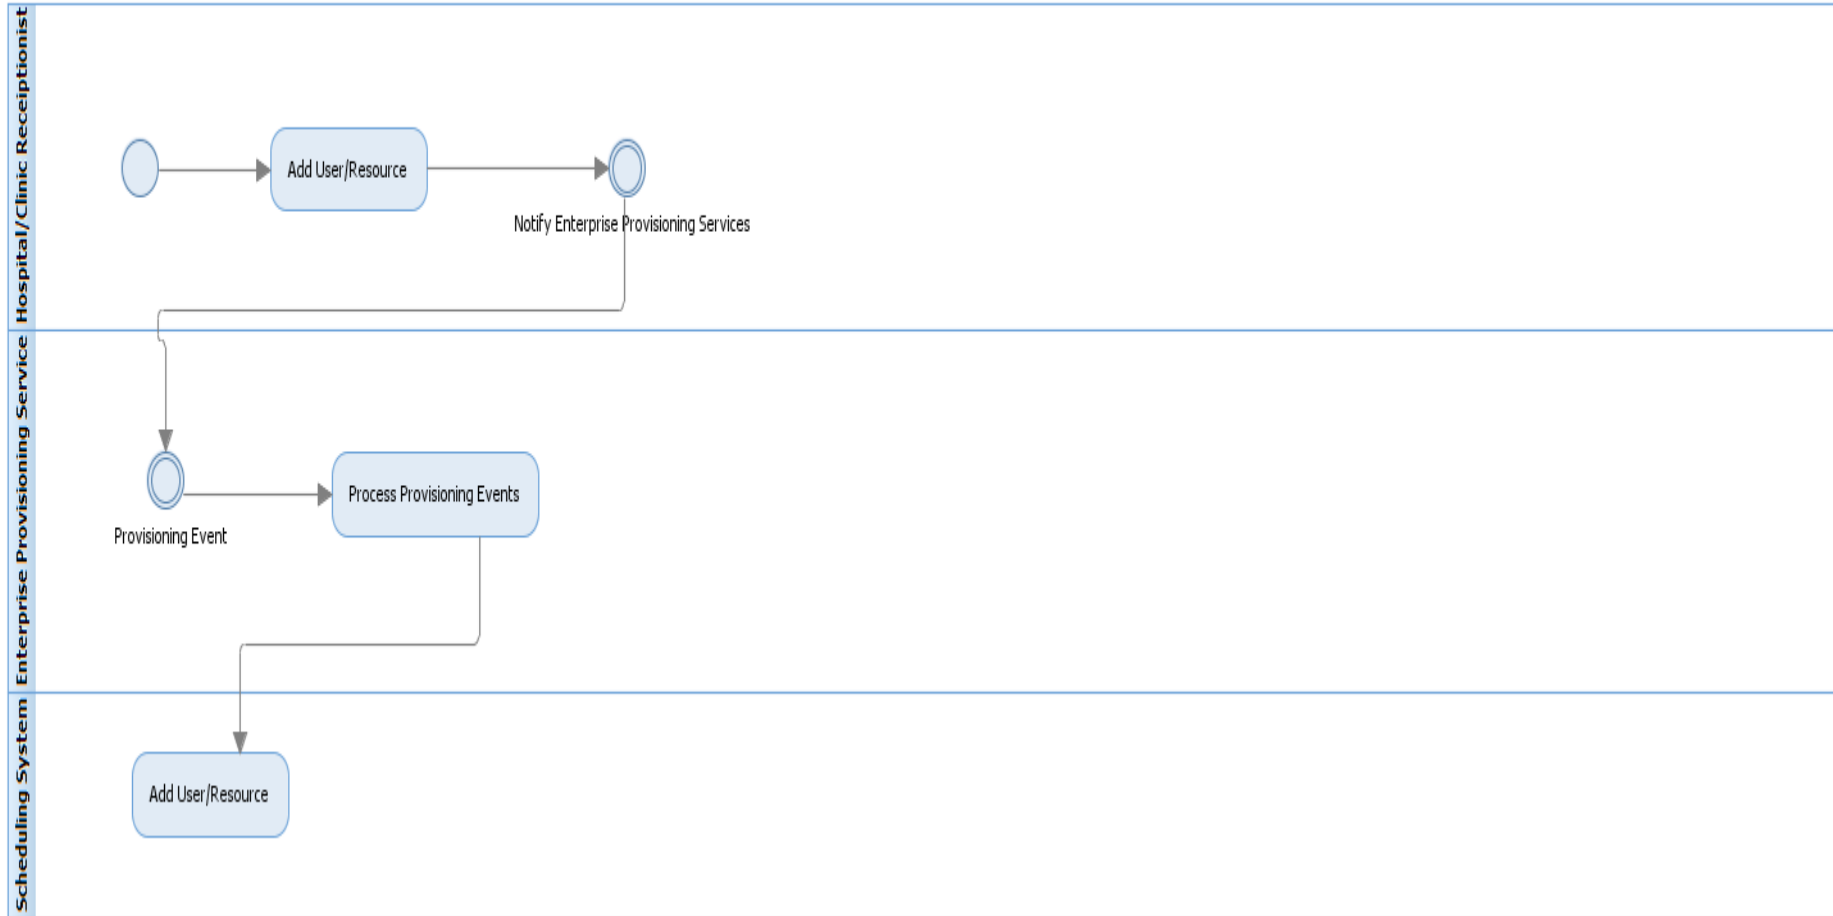 Hospital/Clinic Receiptionist
Add User/Resource
Notify Enterprise Provisioning Services
Enterprise Provisioning Service
Process Provisioning Events
Provisioning Event
Scheduling System
Add User/Resource